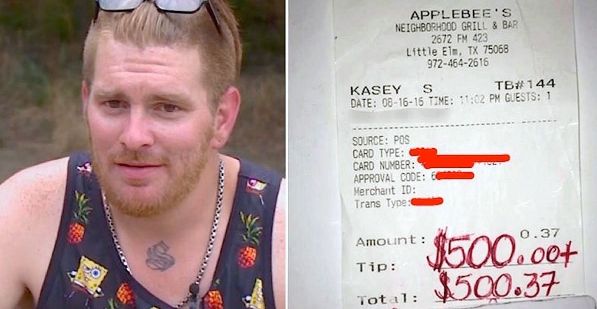 APPLEBEE'S
NEIGHBORHOOD GRILL & BAR
2672 FM 423
Little Elm, TX 75068
972-464-2616
KASEY S TB#144
DATE: 08-16-16 TIME: 11:02 PM GUESTS: 1
SOURCE: POS
CARD TYPE:
CARD NUMBER:
APPROVAL CODE: 6
Merchant ID:
Trans Type:
Amount: 0.37
Tip: $500.00+
Total: $500.37
S